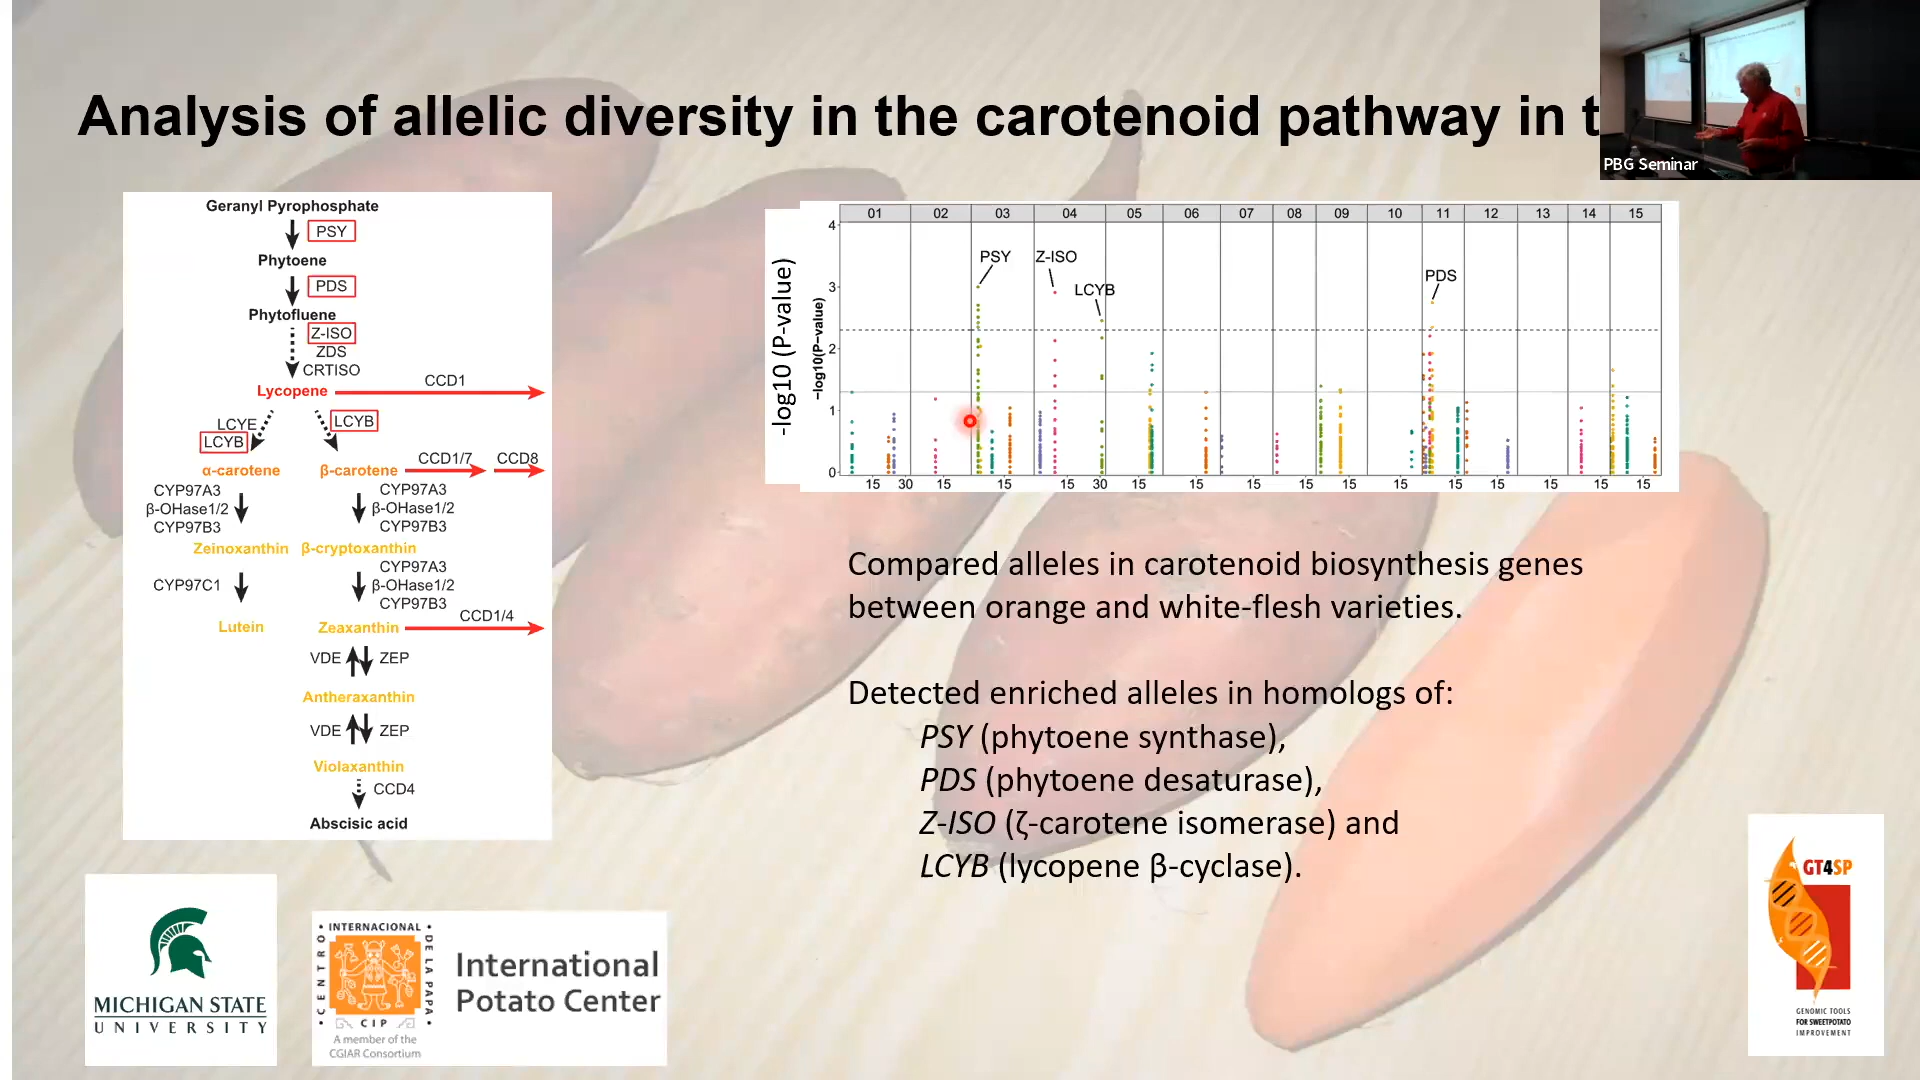 Analysis of allelic diversity in the carotenoid pathway in t
PBG Seminar
Geranyl Pyrophosphate
PSY
Phytoene
PDS
Phytofluene
Z-ISO
ZDS
CRTISO
Lycopene
CCD1
LCYE
LCYB
LCYB
α-carotene
β-carotene
CCD1/7
CCD8
CYP97A3
β-OHase1/2
CYP97B3
CYP97A3
β-OHase1/2
CYP97B3
Zeinoxanthin
β-cryptoxanthin
CYP97C1
CYP97A3
β-OHase1/2
CYP97B3
Lutein
Zeaxanthin
CCD1/4
VDE
ZEP
Antheraxanthin
VDE
ZEP
Violaxanthin
CCD4
Abscisic acid
-log10 (P-value)
-log10(P-value)
01 02 03 04 05 06 07 08 09 10 11 12 13 14 15
4
3
2
1
0
PSY
Z-ISO
LCYB
PDS
15 30 15 15 15 30 15 15 15 15 15 15 15 15 15 15 15
Compared alleles in carotenoid biosynthesis genes
between orange and white-flesh varieties.
Detected enriched alleles in homologs of:
PSY (phytoene synthase),
PDS (phytoene desaturase),
Z-ISO (ζ-carotene isomerase) and
LCYB (lycopene β-cyclase).
MICHIGAN STATE
UNIVERSITY
CENTRO
INTERNACIONAL
DE LA PAPA
CIP
A member of the
CGIAR Consortium
International
Potato Center
GT4SP
GENOMIC TOOLS
FOR SWEETPOTATO
IMPROVEMENT